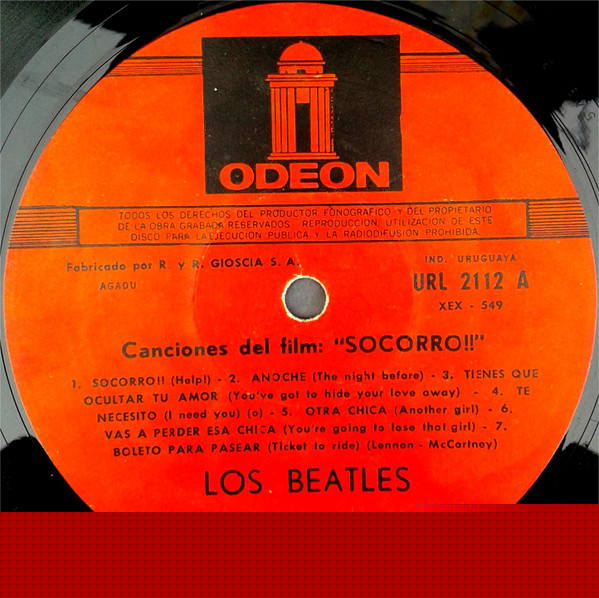 ODEON
TODOS LOS DERECHOS DEL PRODUCTOR FONOGRAFICO Y DEL PROPIETARIO
DE LA OBRA GRABADA RESERVADOS. REPRODUCCION, UTILIZACION DE ESTE
DISCO PARA LA EJECUCION PUBLICA Y LA RADIODIFUSION PROHIBIDA.
Fabricado por R. y R. GIOSCIA S. A.
IND. URUGUAYA
AGADU
URL 2112 A
XEX - 549
Canciones del film: "SOCORRO!!"
1. SOCORRO!! (Help!) - 2. ANOCHE (The night before) - 3. TIENES QUE
OCULTAR TU AMOR (You've got to hide your love away) - 4. TE
NECESITO (I need you) (o) - 5. OTRA CHICA (Another girl) - 6.
VAS A PERDER ESA CHICA (You're going to lose that girl) - 7.
BOLETO PARA PASEAR (Ticket to ride) (Lennon - McCartney)
LOS BEATLES